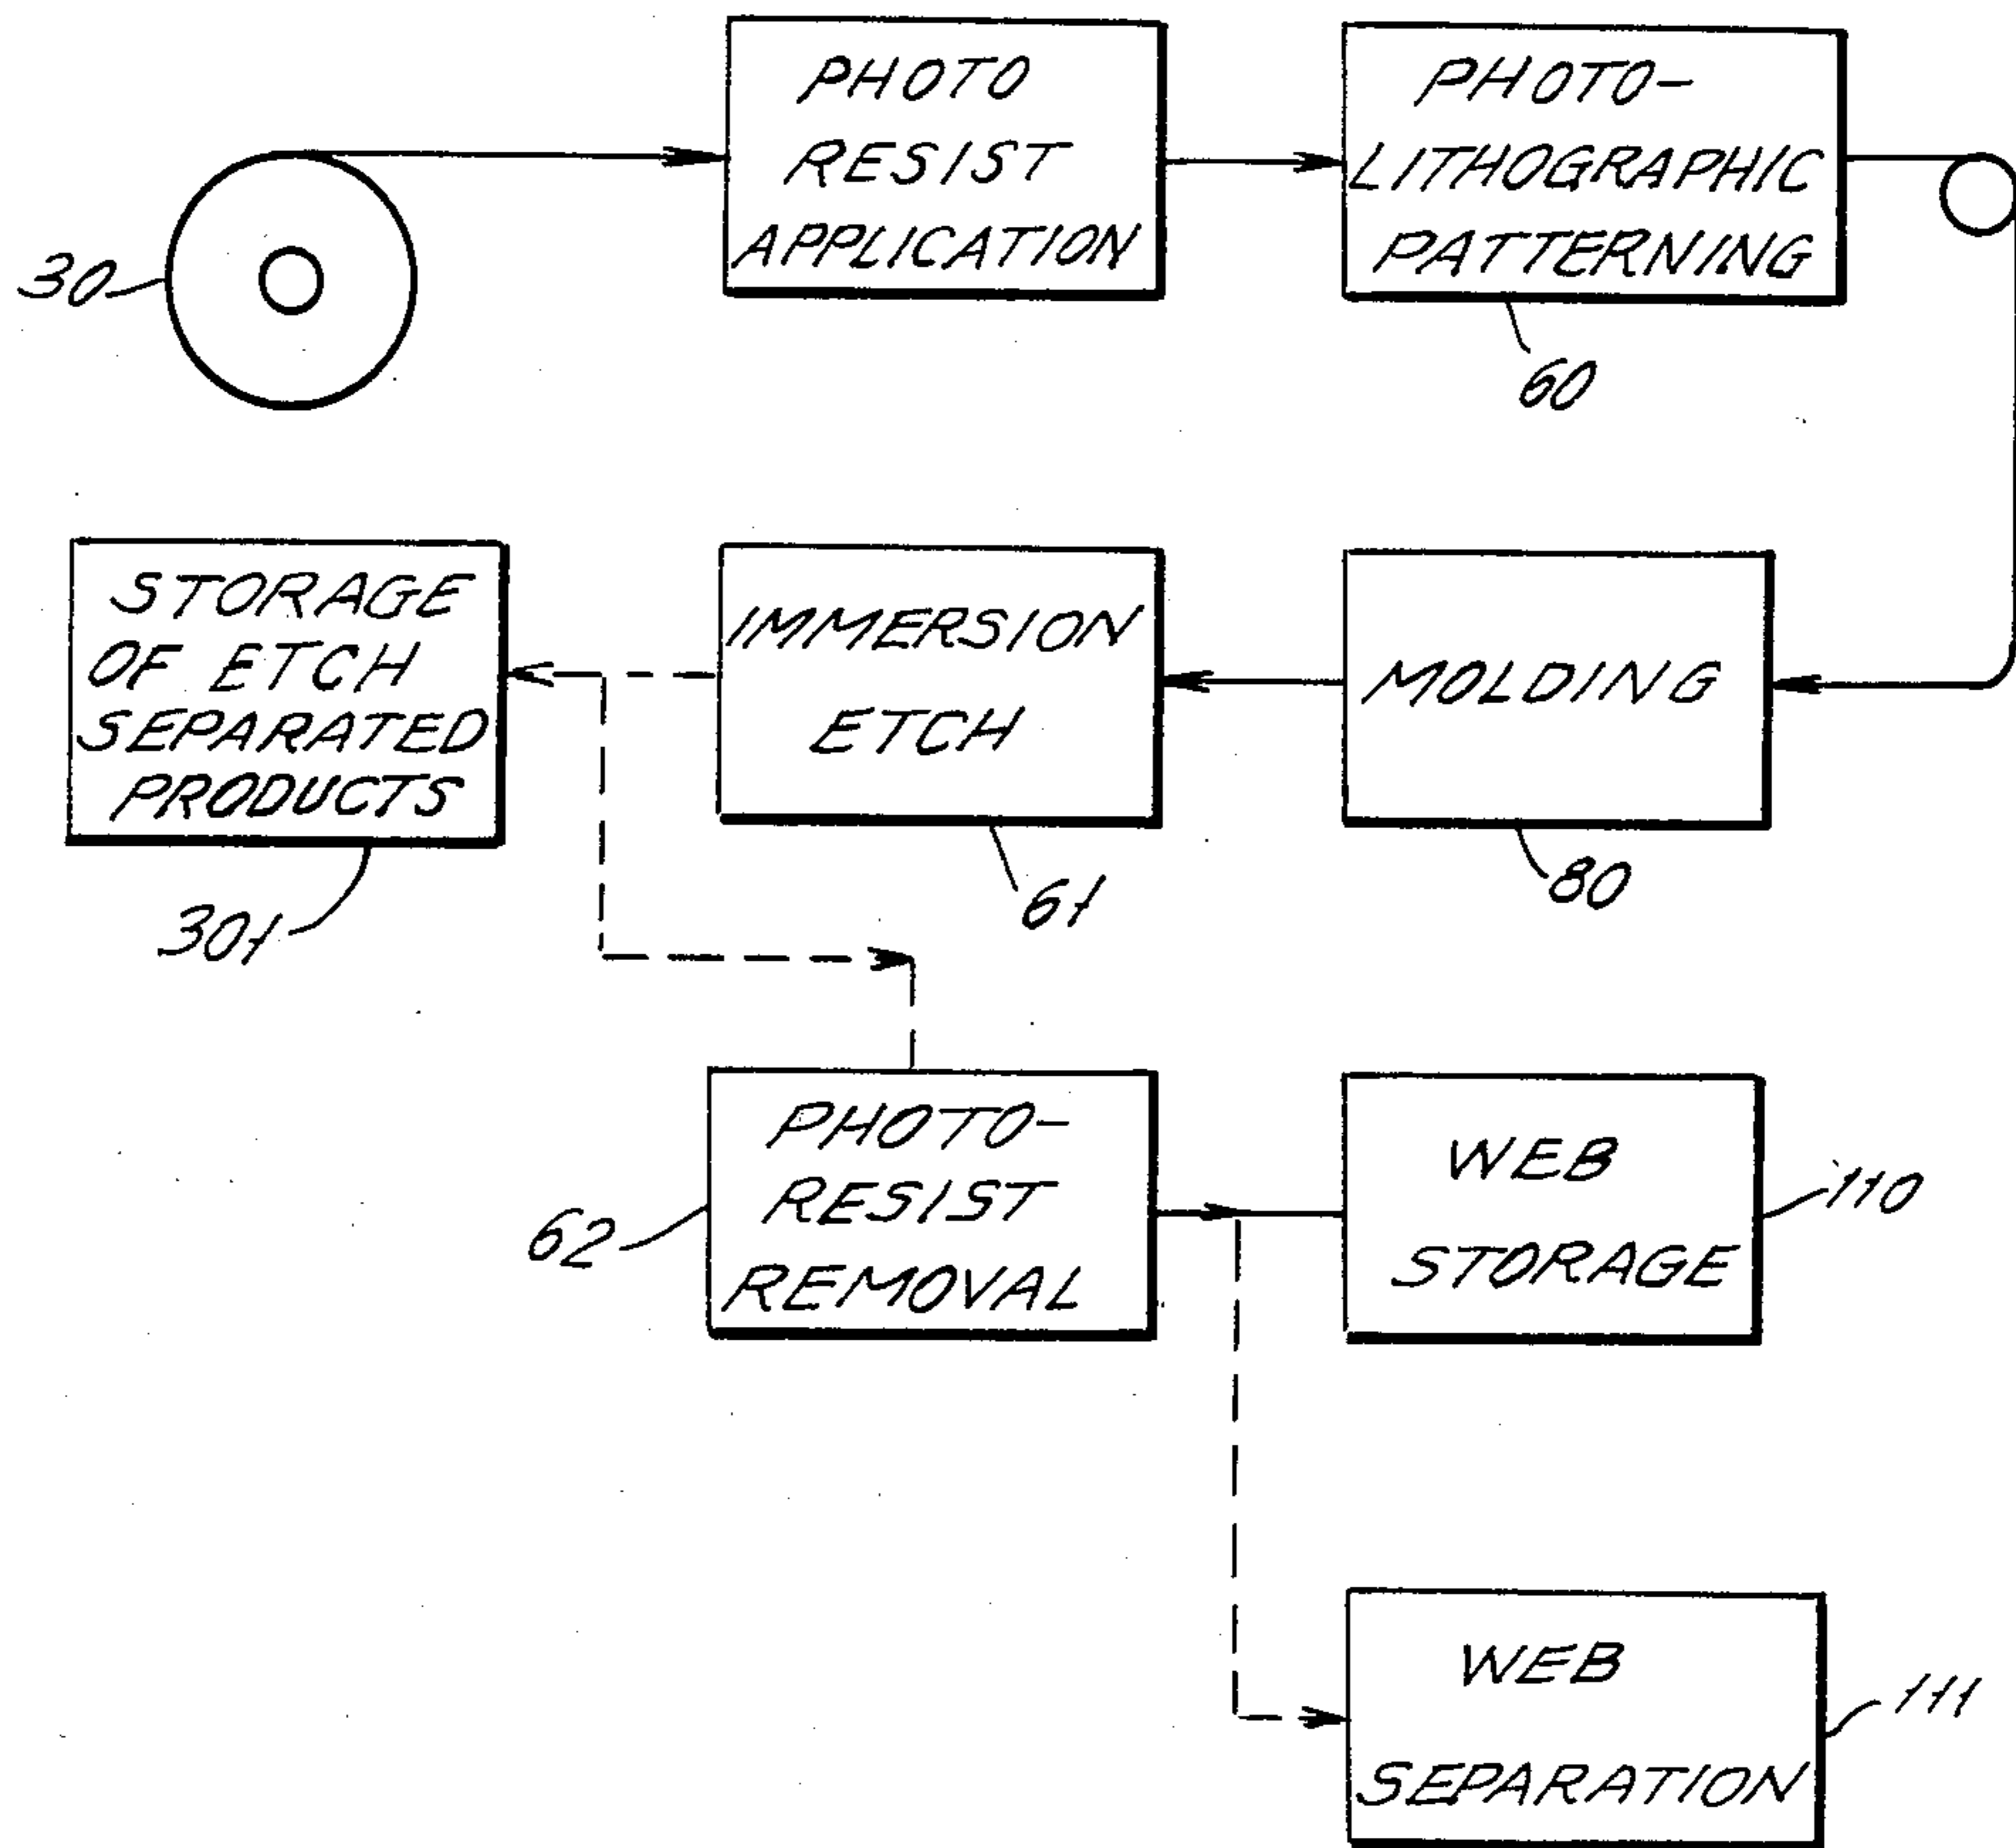 PHOTO
RESIST
APPLICATION
PHOTO-
LITHOGRAPHIC
PATTERNING
30
60
STORAGE
OF ETCH
SEPARATED
PRODUCTS
IMMERSION
ETCH
MOLDING
301
61
80
PHOTO-
RESIST
REMOVAL
62
WEB
STORAGE
110
WEB
SEPARATION
111